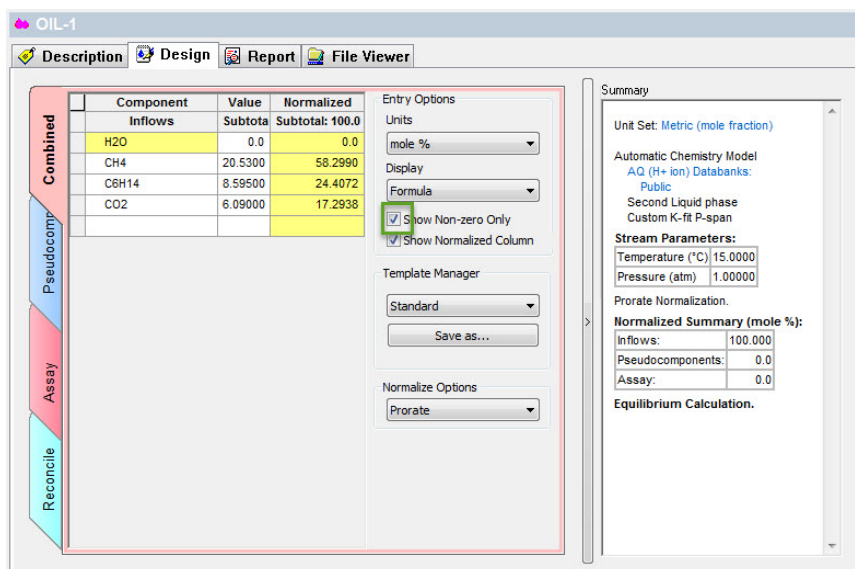 OIL-1
Description Design Report File Viewer
Combined
Pseudocomp
Assay
Reconcile
Component Value Normalized
Inflows Subtota Subtotal: 100.0
H2O 0.0 0.0
CH4 20.5300 58.2990
C6H14 8.59500 24.4072
CO2 6.09000 17.2938
Entry Options
Units
mole %
Display
Formula
Show Non-zero Only
Show Normalized Column
Template Manager
Standard
Save as...
Normalize Options
Prorate
>
Summary
Unit Set: Metric (mole fraction)
Automatic Chemistry Model
AQ (H+ ion) Databanks:
Public
Second Liquid phase
Custom K-fit P-span
Stream Parameters:
Temperature (°C) 15.0000
Pressure (atm) 1.00000
Prorate Normalization.
Normalized Summary (mole %):
Inflows: 100.000
Pseudocomponents: 0.0
Assay: 0.0
Equilibrium Calculation.